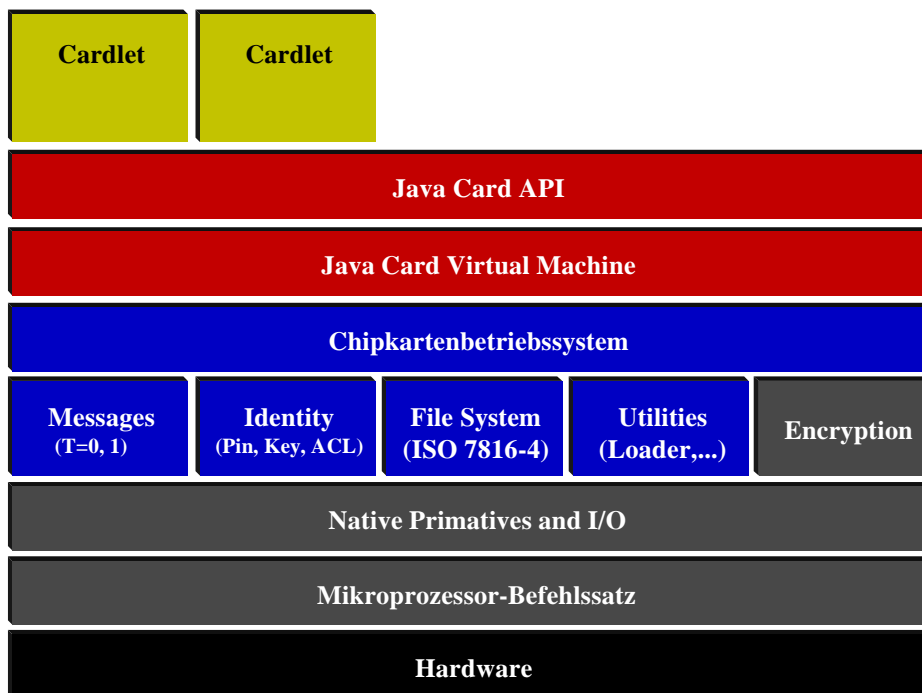 Cardlet
Cardlet
Java Card API
Java Card Virtual Machine
Chipkartenbetriebssystem
Messages
(T=0, 1)
Identity
(Pin, Key, ACL)
File System
(ISO 7816-4)
Utilities
(Loader,...)
Encryption
Native Primatives and I/O
Mikroprozessor-Befehlssatz
Hardware